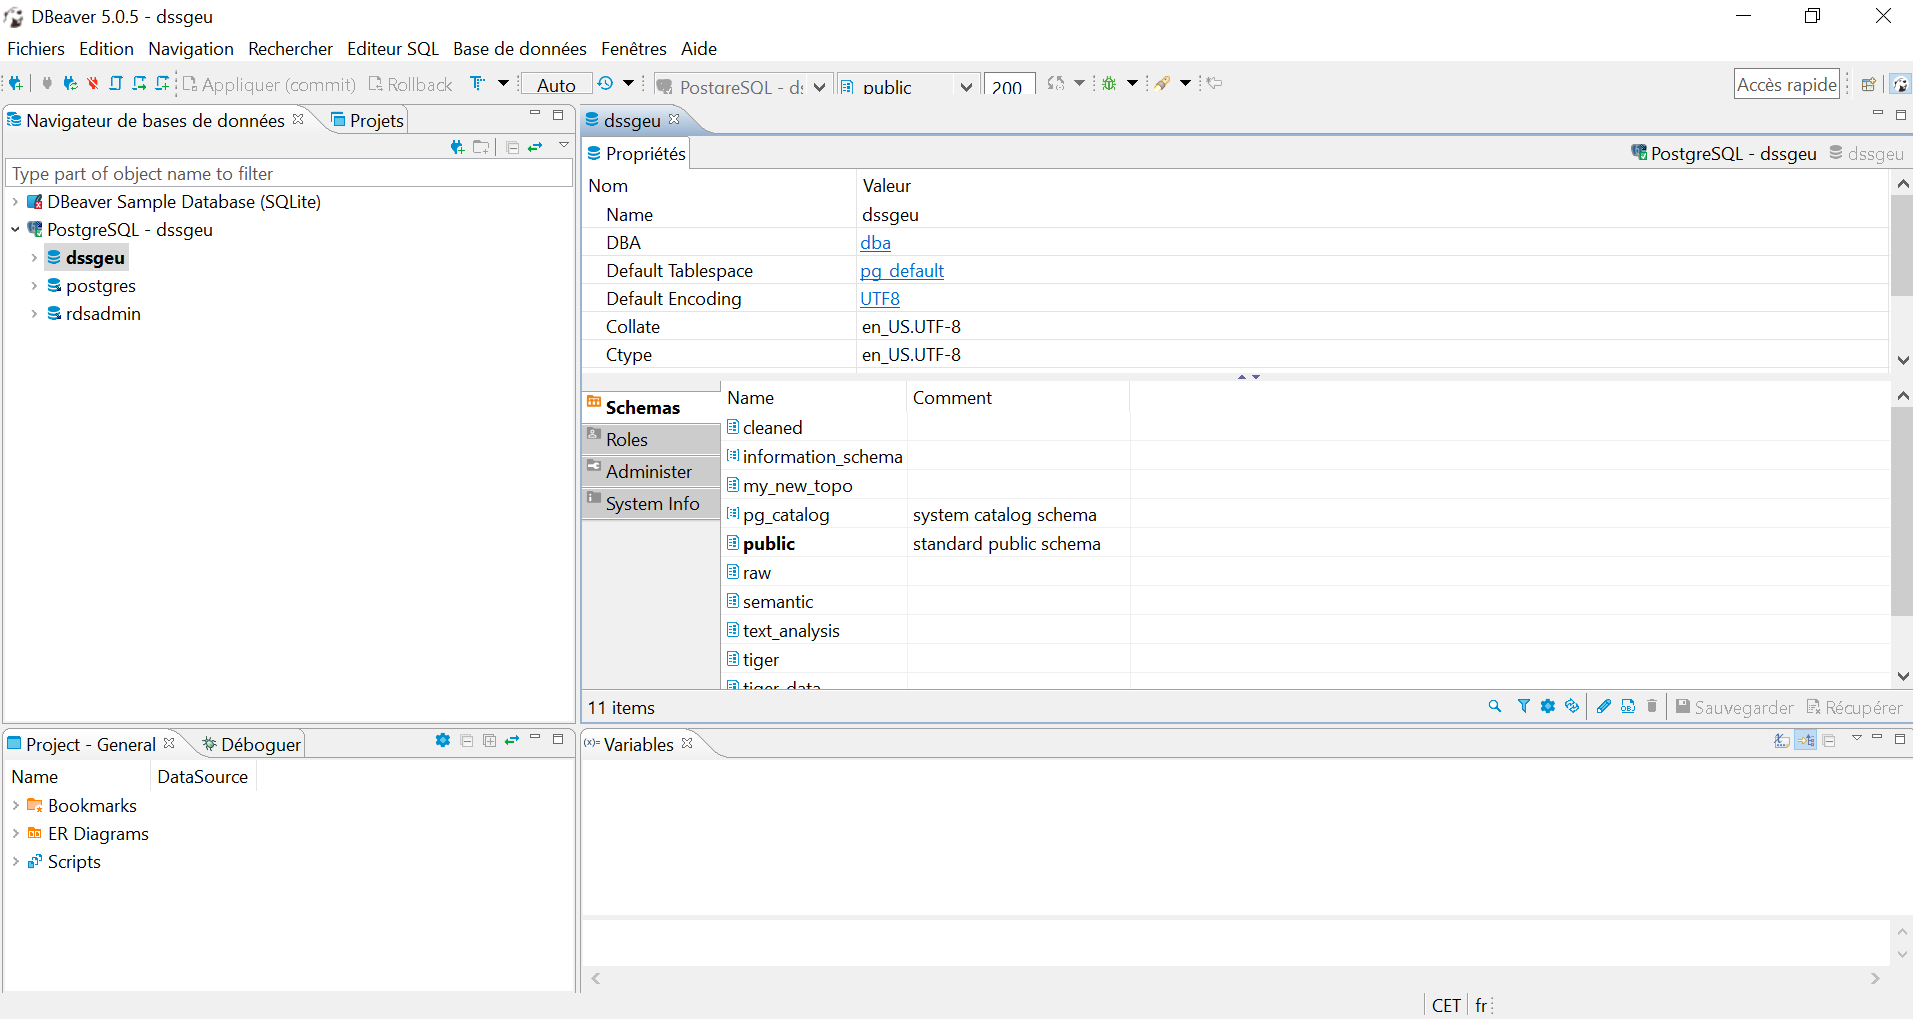 DBeaver 5.0.5 - dssgeu
Fichiers Edition Navigation Rechercher Editeur SQL Base de données Fenêtres Aide
Appliquer (commit) Rollback Auto PostgreSQL - ds public 200 Accès rapide
Navigateur de bases de données Projets
Type part of object name to filter
DBeaver Sample Database (SQLite)
PostgreSQL - dssgeu
dssgeu
postgres
rdsadmin
dssgeu
Propriétés PostgreSQL - dssgeu dssgeu
Nom Valeur
Name dssgeu
DBA dba
Default Tablespace pg_default
Default Encoding UTF8
Collate en_US.UTF-8
Ctype en_US.UTF-8
Schemas
Roles
Administer
System Info
Name Comment
cleaned
information_schema
my_new_topo
pg_catalog system catalog schema
public standard public schema
raw
semantic
text_analysis
tiger
tiger_data
11 items Sauvegarder Récupérer
Project - General Déboguer
Name DataSource
Bookmarks
ER Diagrams
Scripts
(x)= Variables
CET fr